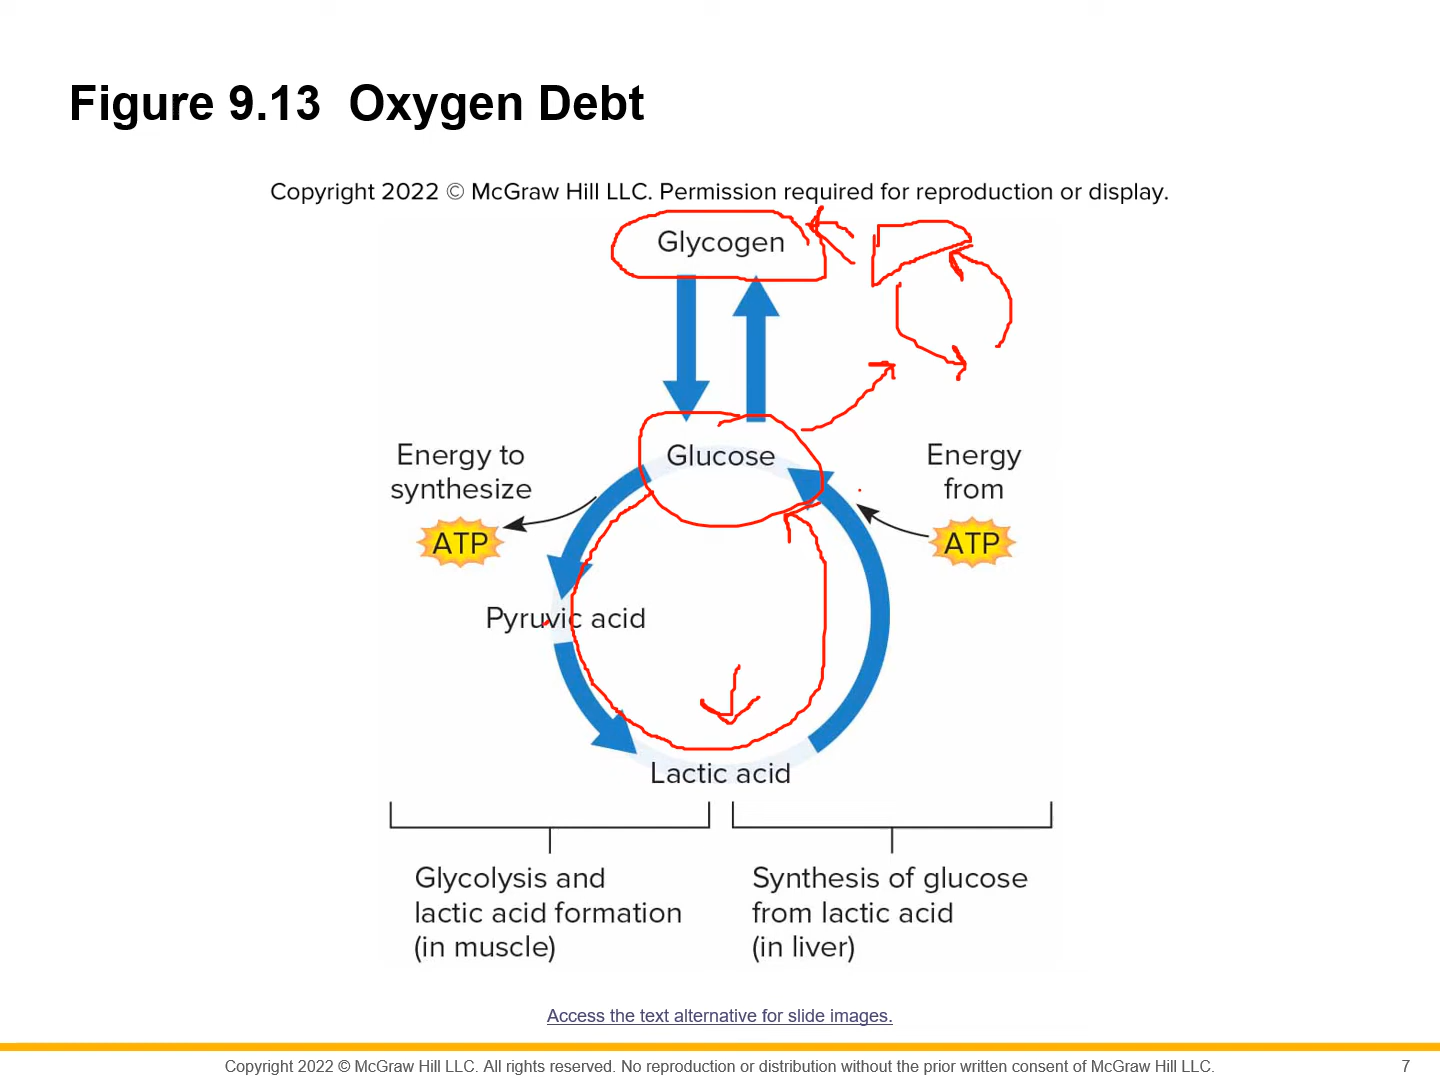 Figure 9.13 Oxygen Debt
Copyright 2022 © McGraw Hill LLC. Permission required for reproduction or display.
Glycogen
Glucose
Energy to
synthesize
ATP
Energy
from
ATP
Pyruvic acid
Lactic acid
Glycolysis and
lactic acid formation
(in muscle)
Synthesis of glucose
from lactic acid
(in liver)
Access the text alternative for slide images.
Copyright 2022 © McGraw Hill LLC. All rights reserved. No reproduction or distribution without the prior written consent of McGraw Hill LLC.
7